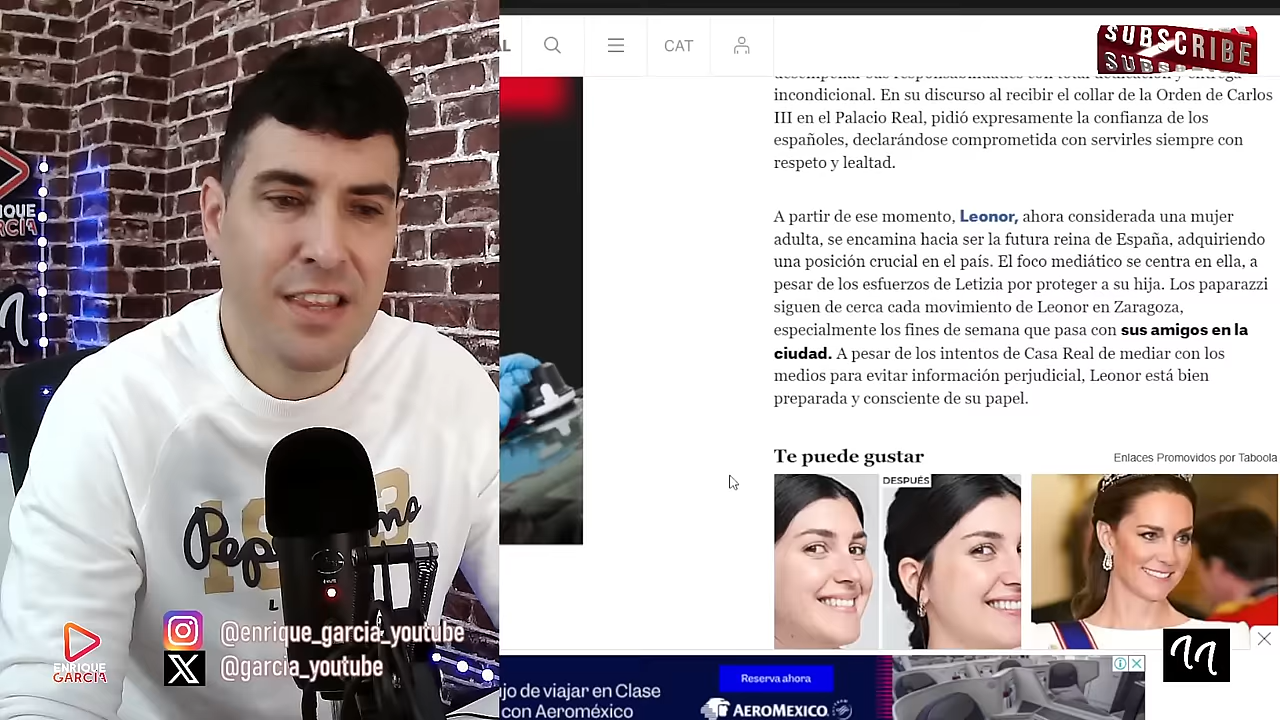 SUBSCRIBE
CAT
incondicional. En su discurso al recibir el collar de la Orden de Carlos
III en el Palacio Real, pidió expresamente la confianza de los
españoles, declarándose comprometida con servirles siempre con
respeto y lealtad.
A partir de ese momento, Leonor, ahora considerada una mujer
adulta, se encamina hacia ser la futura reina de España, adquiriendo
una posición crucial en el país. El foco mediático se centra en ella, a
pesar de los esfuerzos de Letizia por proteger a su hija. Los paparazzi
siguen de cerca cada movimiento de Leonor en Zaragoza,
especialmente los fines de semana que pasa con sus amigos en la
ciudad. A pesar de los intentos de Casa Real de mediar con los
medios para evitar información perjudicial, Leonor está bien
preparada y consciente de su papel.
Te puede gustar
Enlaces Promovidos por Taboola
DESPUÉS
@enrique_garcia_youtube
@garcia_youtube
ENRIQUE
GARCIA
jo de viajar en Clase
con Aeroméxico
Reserva ahora
AEROMEXICO.